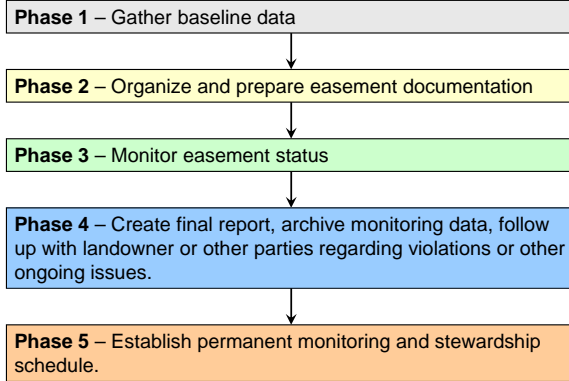 Phase 1 – Gather baseline data
Phase 2 – Organize and prepare easement documentation
Phase 3 – Monitor easement status
Phase 4 – Create final report, archive monitoring data, follow
up with landowner or other parties regarding violations or other
ongoing issues.
Phase 5 – Establish permanent monitoring and stewardship
schedule.